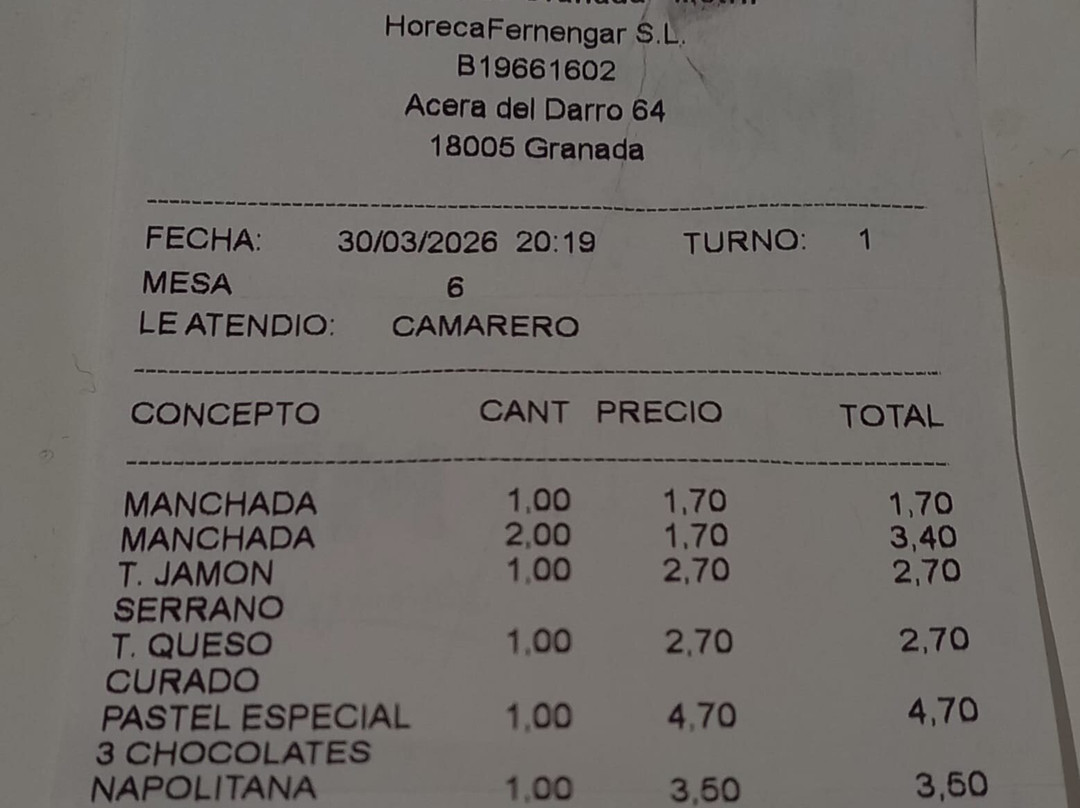 HorecaFernengar S.L.
B19661602
Acera del Darro 64
18005 Granada
FECHA: 30/03/2026 20:19 TURNO: 1
MESA 6
LE ATENDIO: CAMARERO
CONCEPTO CANT PRECIO TOTAL
MANCHADA 1,00 1,70 1,70
MANCHADA 2,00 1,70 3,40
T. JAMON 1,00 2,70 2,70
SERRANO
T. QUESO 1,00 2,70 2,70
CURADO
PASTEL ESPECIAL 1,00 4,70 4,70
3 CHOCOLATES
NAPOLITANA 1,00 3,50 3,50